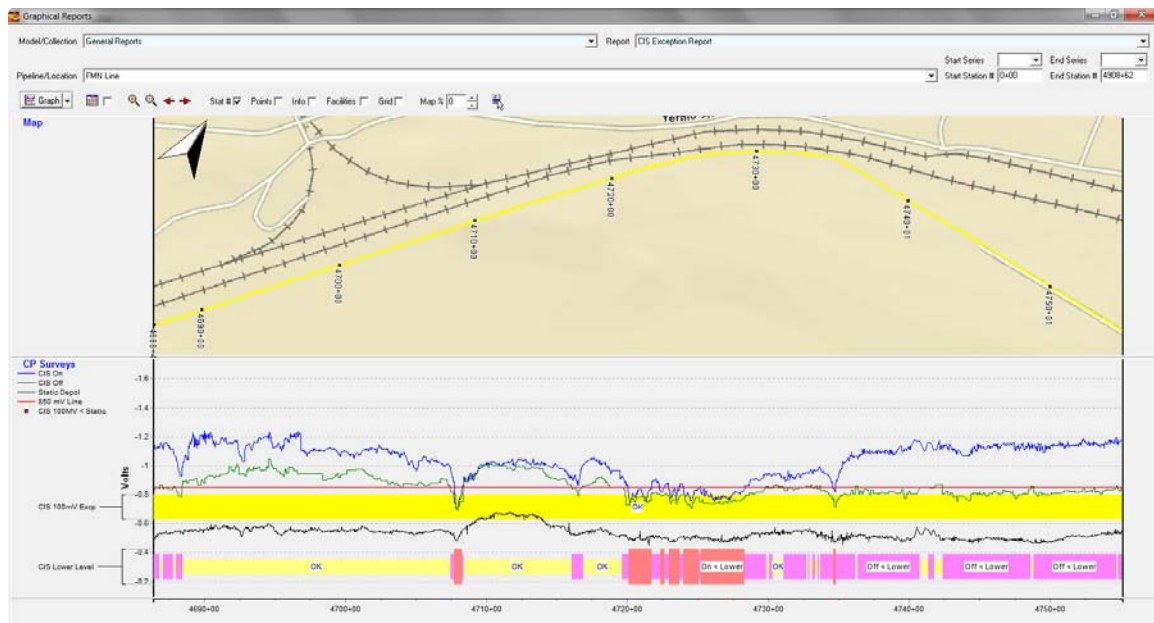 Graphical Reports
Model/Collection General Reports Report CIS Exception Report
Start Series End Series
Pipeline/Location FMN Line Start Station # 0+00 End Station # 4908+62
Graph Stat # Points Info Facilities Grid Map % 0
Map
4690+00
4700+00
4710+00
4720+00
4730+00
4740+01
4750+01
CP Surveys
CIS On
CIS Off
Static Depol
850 mV Line
CIS 100MV < Static
Volts
-1.6
-1.4
-1.2
-1
-0.8
-0.6
-0.4
-0.2
CIS 100mV Excp
OK
CIS Lower Level
OK OK OK On < Lower OK Off < Lower Off < Lower Off < Lower
4690+00 4700+00 4710+00 4720+00 4730+00 4740+00 4750+00